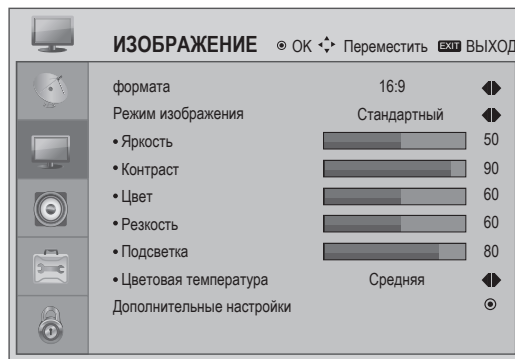 ИЗОБРАЖЕНИЕ OK Переместить EXIT ВЫХОД
формата 16:9
Режим изображения Стандартный
• Яркость 50
• Контраст 90
• Цвет 60
• Резкость 60
• Подсветка 80
• Цветовая температура Средняя
Дополнительные настройки